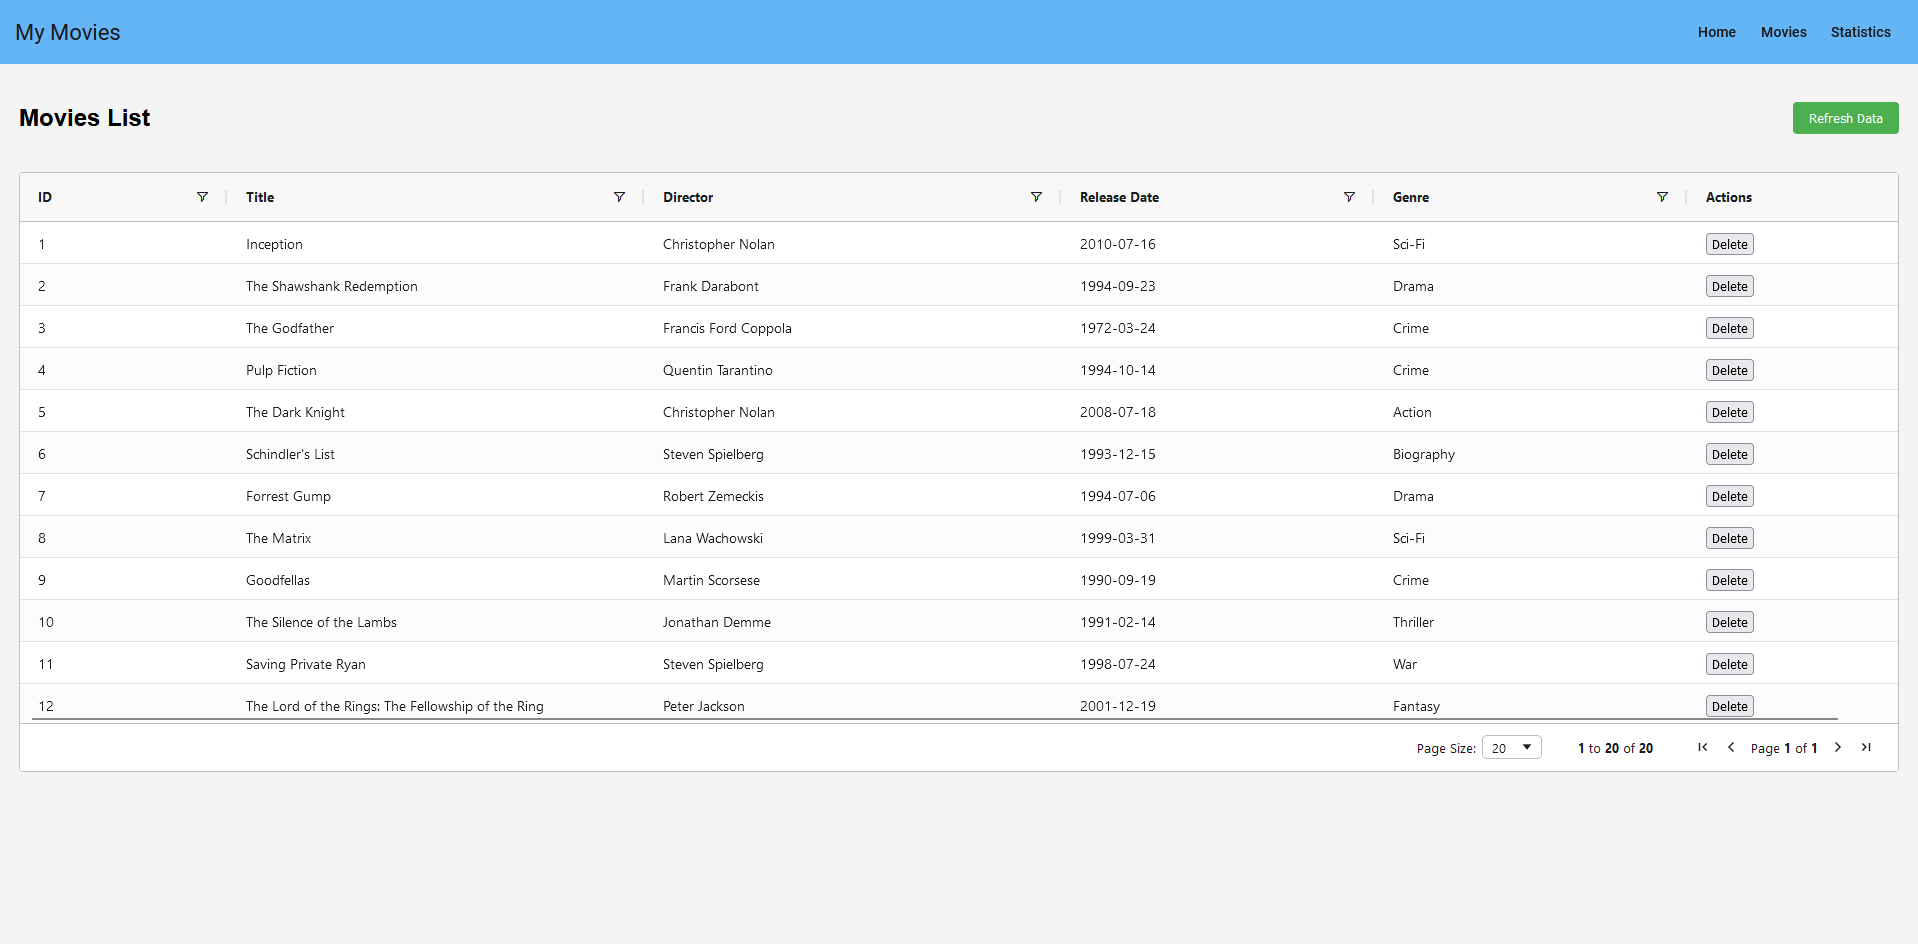 My Movies Home Movies Statistics
Movies List Refresh Data
ID Title Director Release Date Genre Actions
1 Inception Christopher Nolan 2010-07-16 Sci-Fi Delete
2 The Shawshank Redemption Frank Darabont 1994-09-23 Drama Delete
3 The Godfather Francis Ford Coppola 1972-03-24 Crime Delete
4 Pulp Fiction Quentin Tarantino 1994-10-14 Crime Delete
5 The Dark Knight Christopher Nolan 2008-07-18 Action Delete
6 Schindler's List Steven Spielberg 1993-12-15 Biography Delete
7 Forrest Gump Robert Zemeckis 1994-07-06 Drama Delete
8 The Matrix Lana Wachowski 1999-03-31 Sci-Fi Delete
9 Goodfellas Martin Scorsese 1990-09-19 Crime Delete
10 The Silence of the Lambs Jonathan Demme 1991-02-14 Thriller Delete
11 Saving Private Ryan Steven Spielberg 1998-07-24 War Delete
12 The Lord of the Rings: The Fellowship of the Ring Peter Jackson 2001-12-19 Fantasy Delete
Page Size: 20 1 to 20 of 20 Page 1 of 1